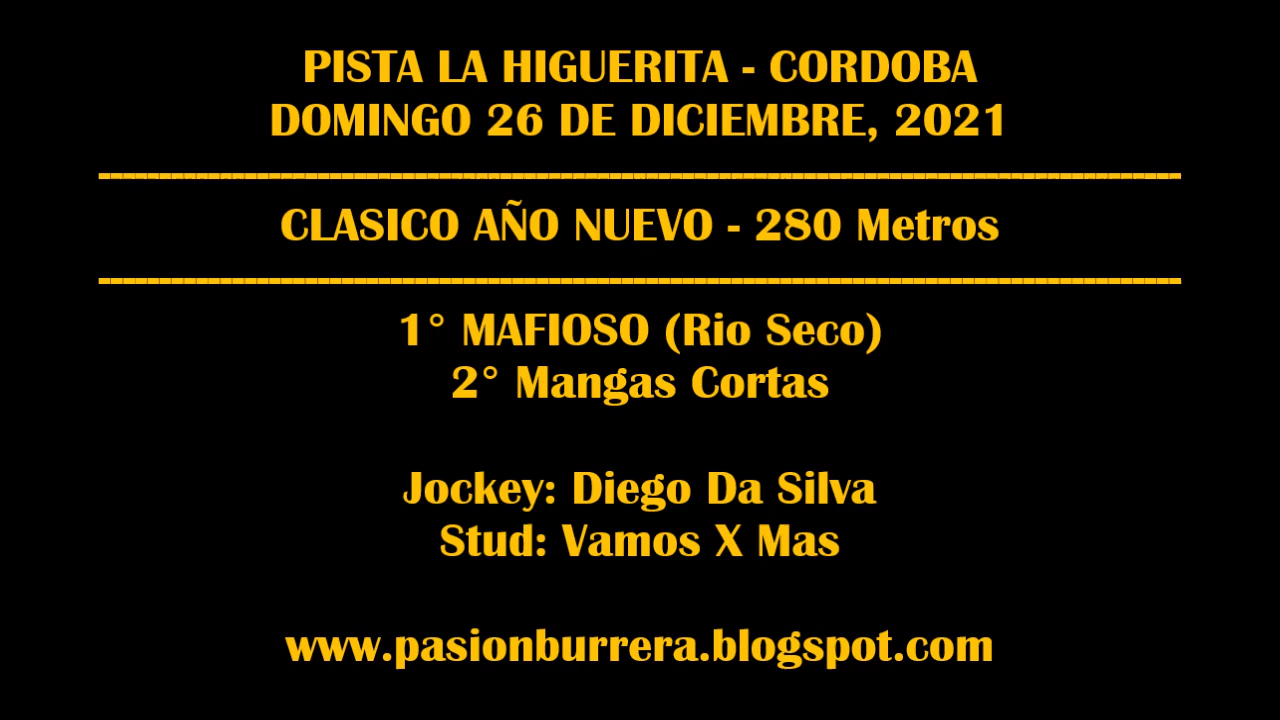 PISTA LA HIGUERITA - CORDOBA
DOMINGO 26 DE DICIEMBRE, 2021
CLASICO AÑO NUEVO - 280 Metros
1° MAFIOSO (Rio Seco)
2° Mangas Cortas
Jockey: Diego Da Silva
Stud: Vamos X Mas
www.pasionburrera.blogspot.com